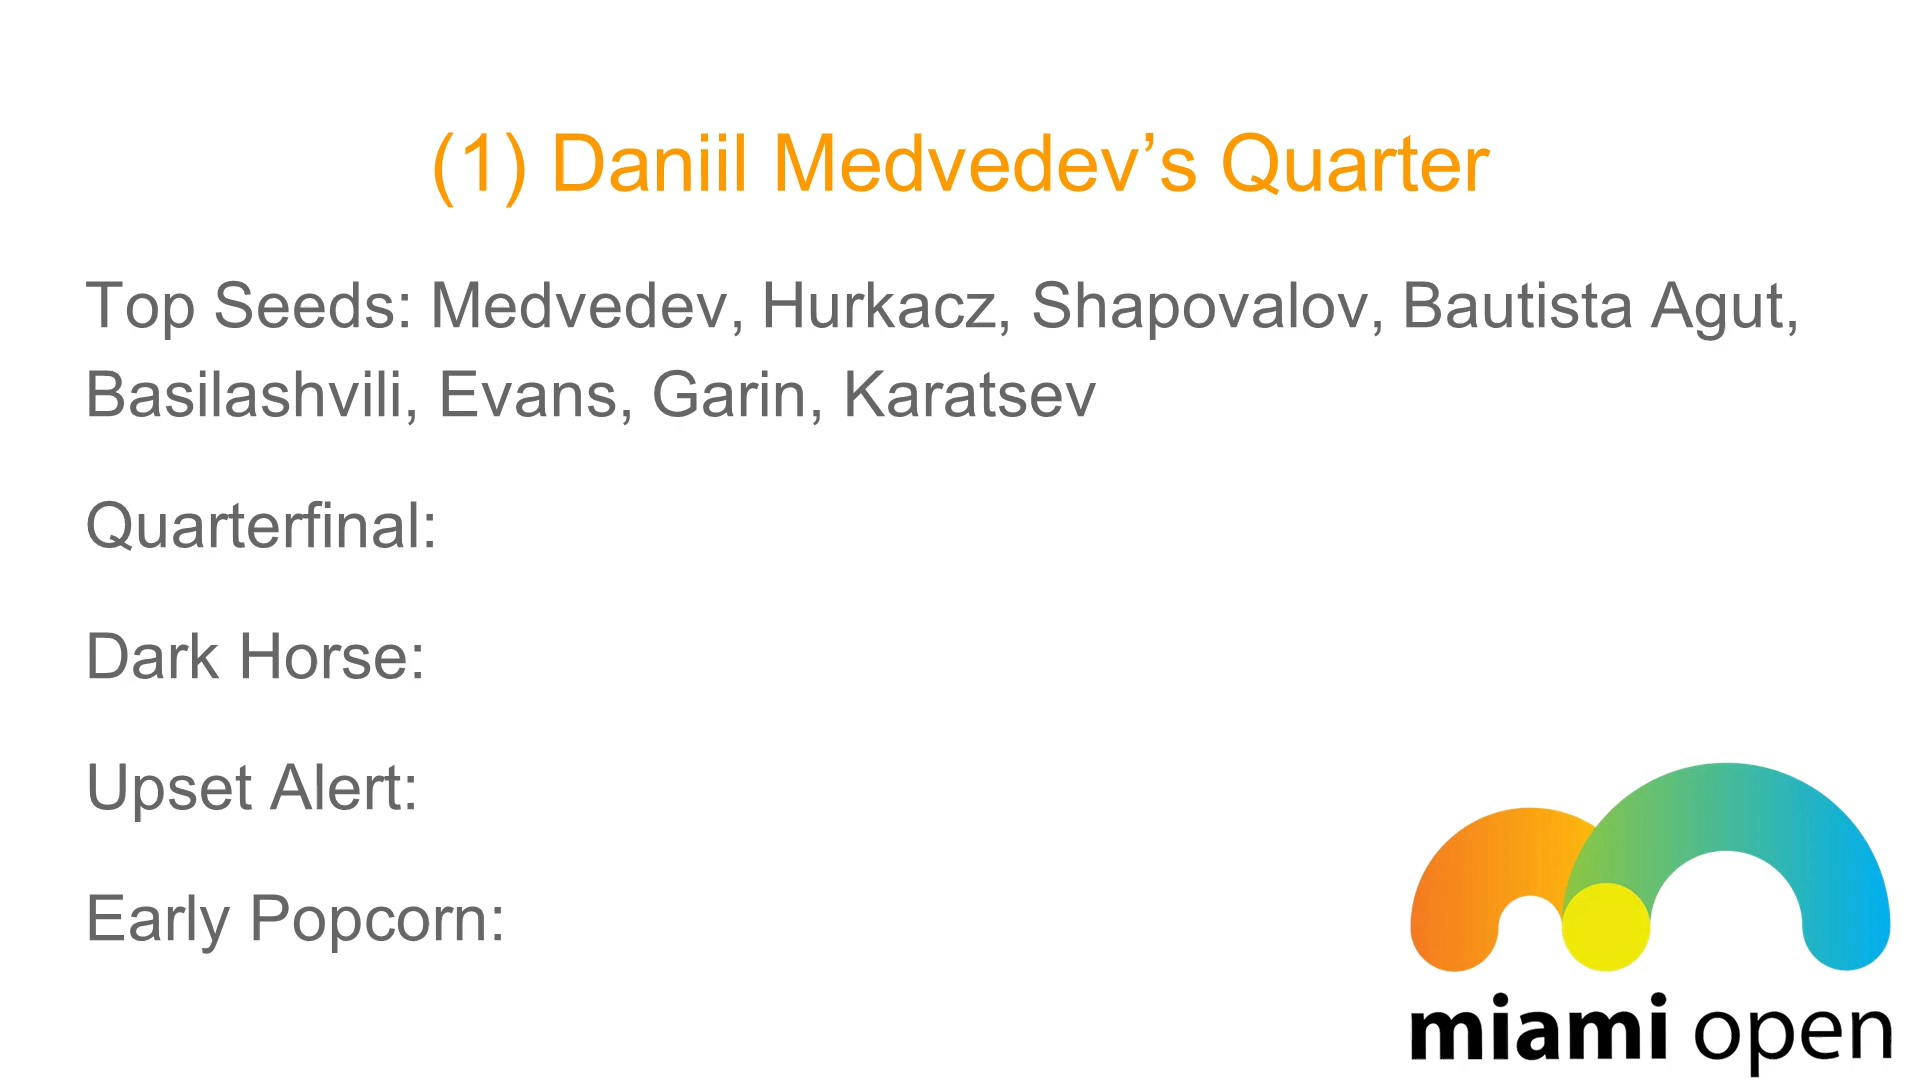 (1) Daniil Medvedev’s Quarter
Top Seeds: Medvedev, Hurkacz, Shapovalov, Bautista Agut,
Basilashvili, Evans, Garin, Karatsev
Quarterfinal:
Dark Horse:
Upset Alert:
Early Popcorn:
miami open